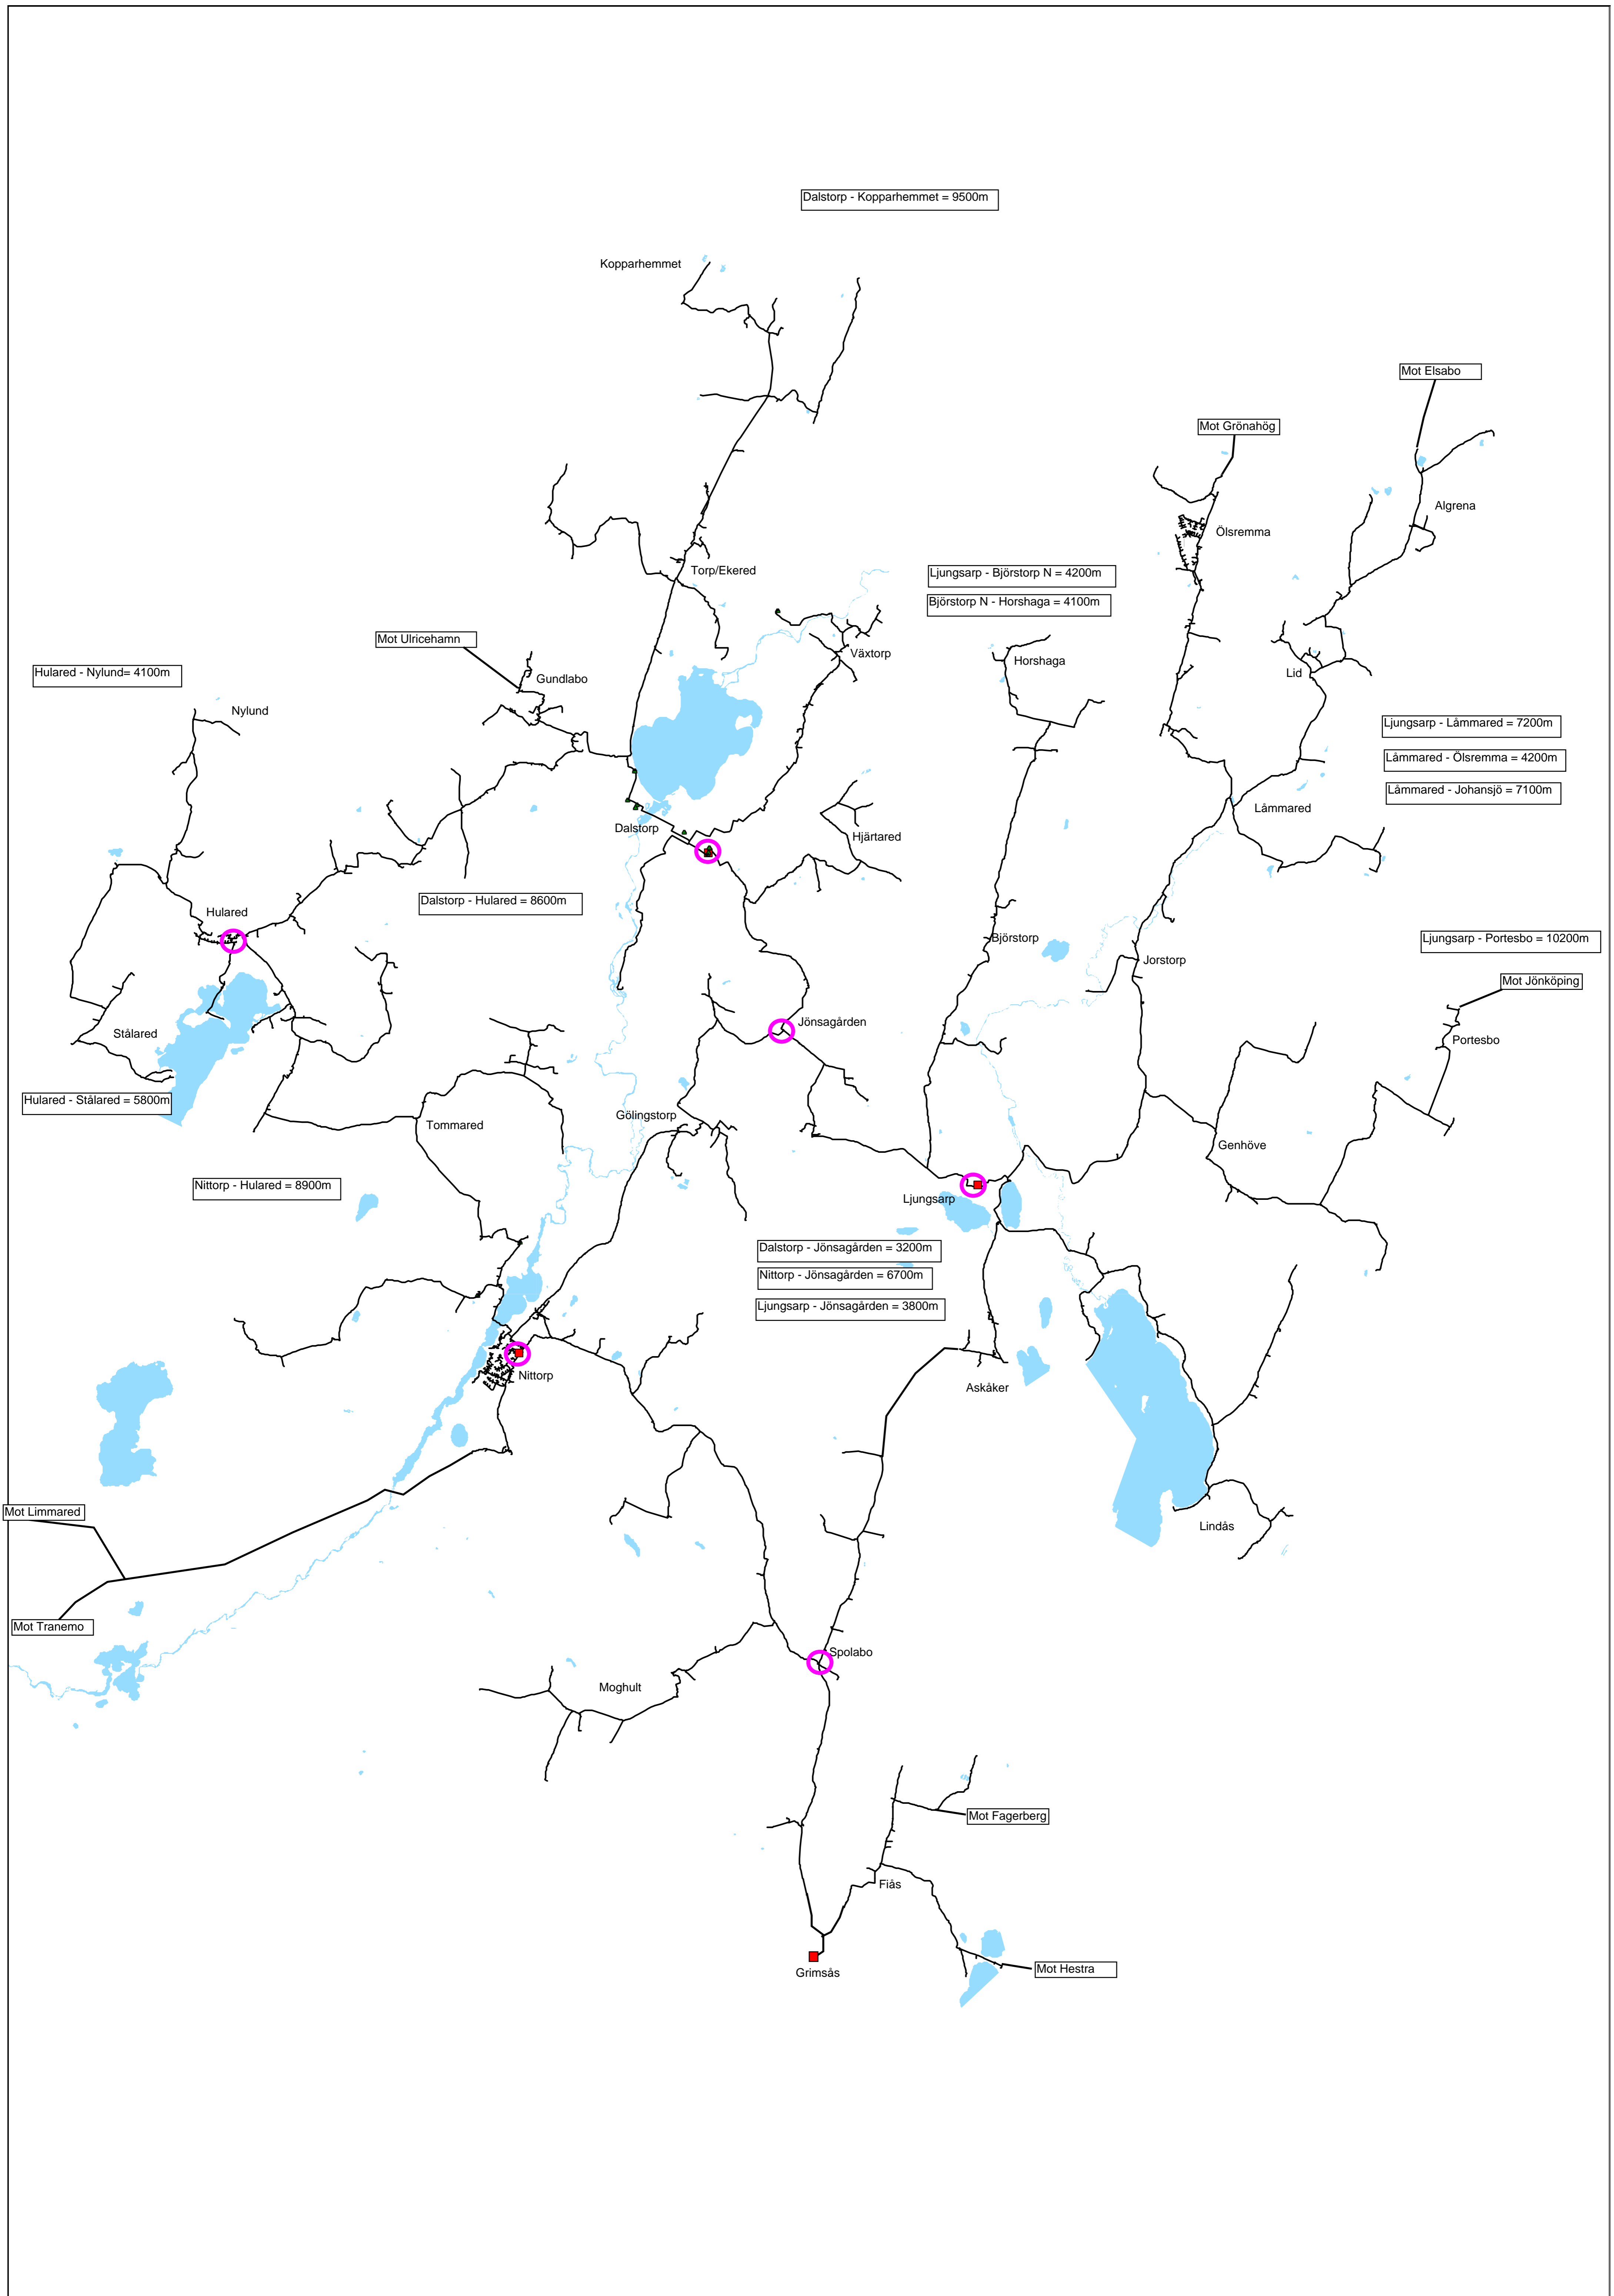 Dalstorp - Kopparhemmet = 9500m
Kopparhemmet
Mot Elsabo
Mot Grönahög
Algrena
Ölsremma
Torp/Ekered
Ljungsarp - Björstorp N = 4200m
Björstorp N - Horshaga = 4100m
Mot Ulricehamn
Växtorp
Horshaga
Hulared - Nylund= 4100m
Gundlabo
Lid
Nylund
Ljungsarp - Låmmared = 7200m
Låmmared - Ölsremma = 4200m
Låmmared - Johansjö = 7100m
Låmmared
Dalstorp
Hjärtared
Dalstorp - Hulared = 8600m
Hulared
Björstorp
Ljungsarp - Portesbo = 10200m
Jorstorp
Mot Jönköping
Jönsagården
Stålared
Portesbo
Hulared - Stålared = 5800m
Gölingstorp
Tommared
Genhöve
Nittorp - Hulared = 8900m
Ljungsarp
Dalstorp - Jönsagården = 3200m
Nittorp - Jönsagården = 6700m
Ljungsarp - Jönsagården = 3800m
Nittorp
Askåker
Mot Limmared
Lindås
Mot Tranemo
Spolabo
Moghult
Mot Fagerberg
Fiås
Mot Hestra
Grimsås